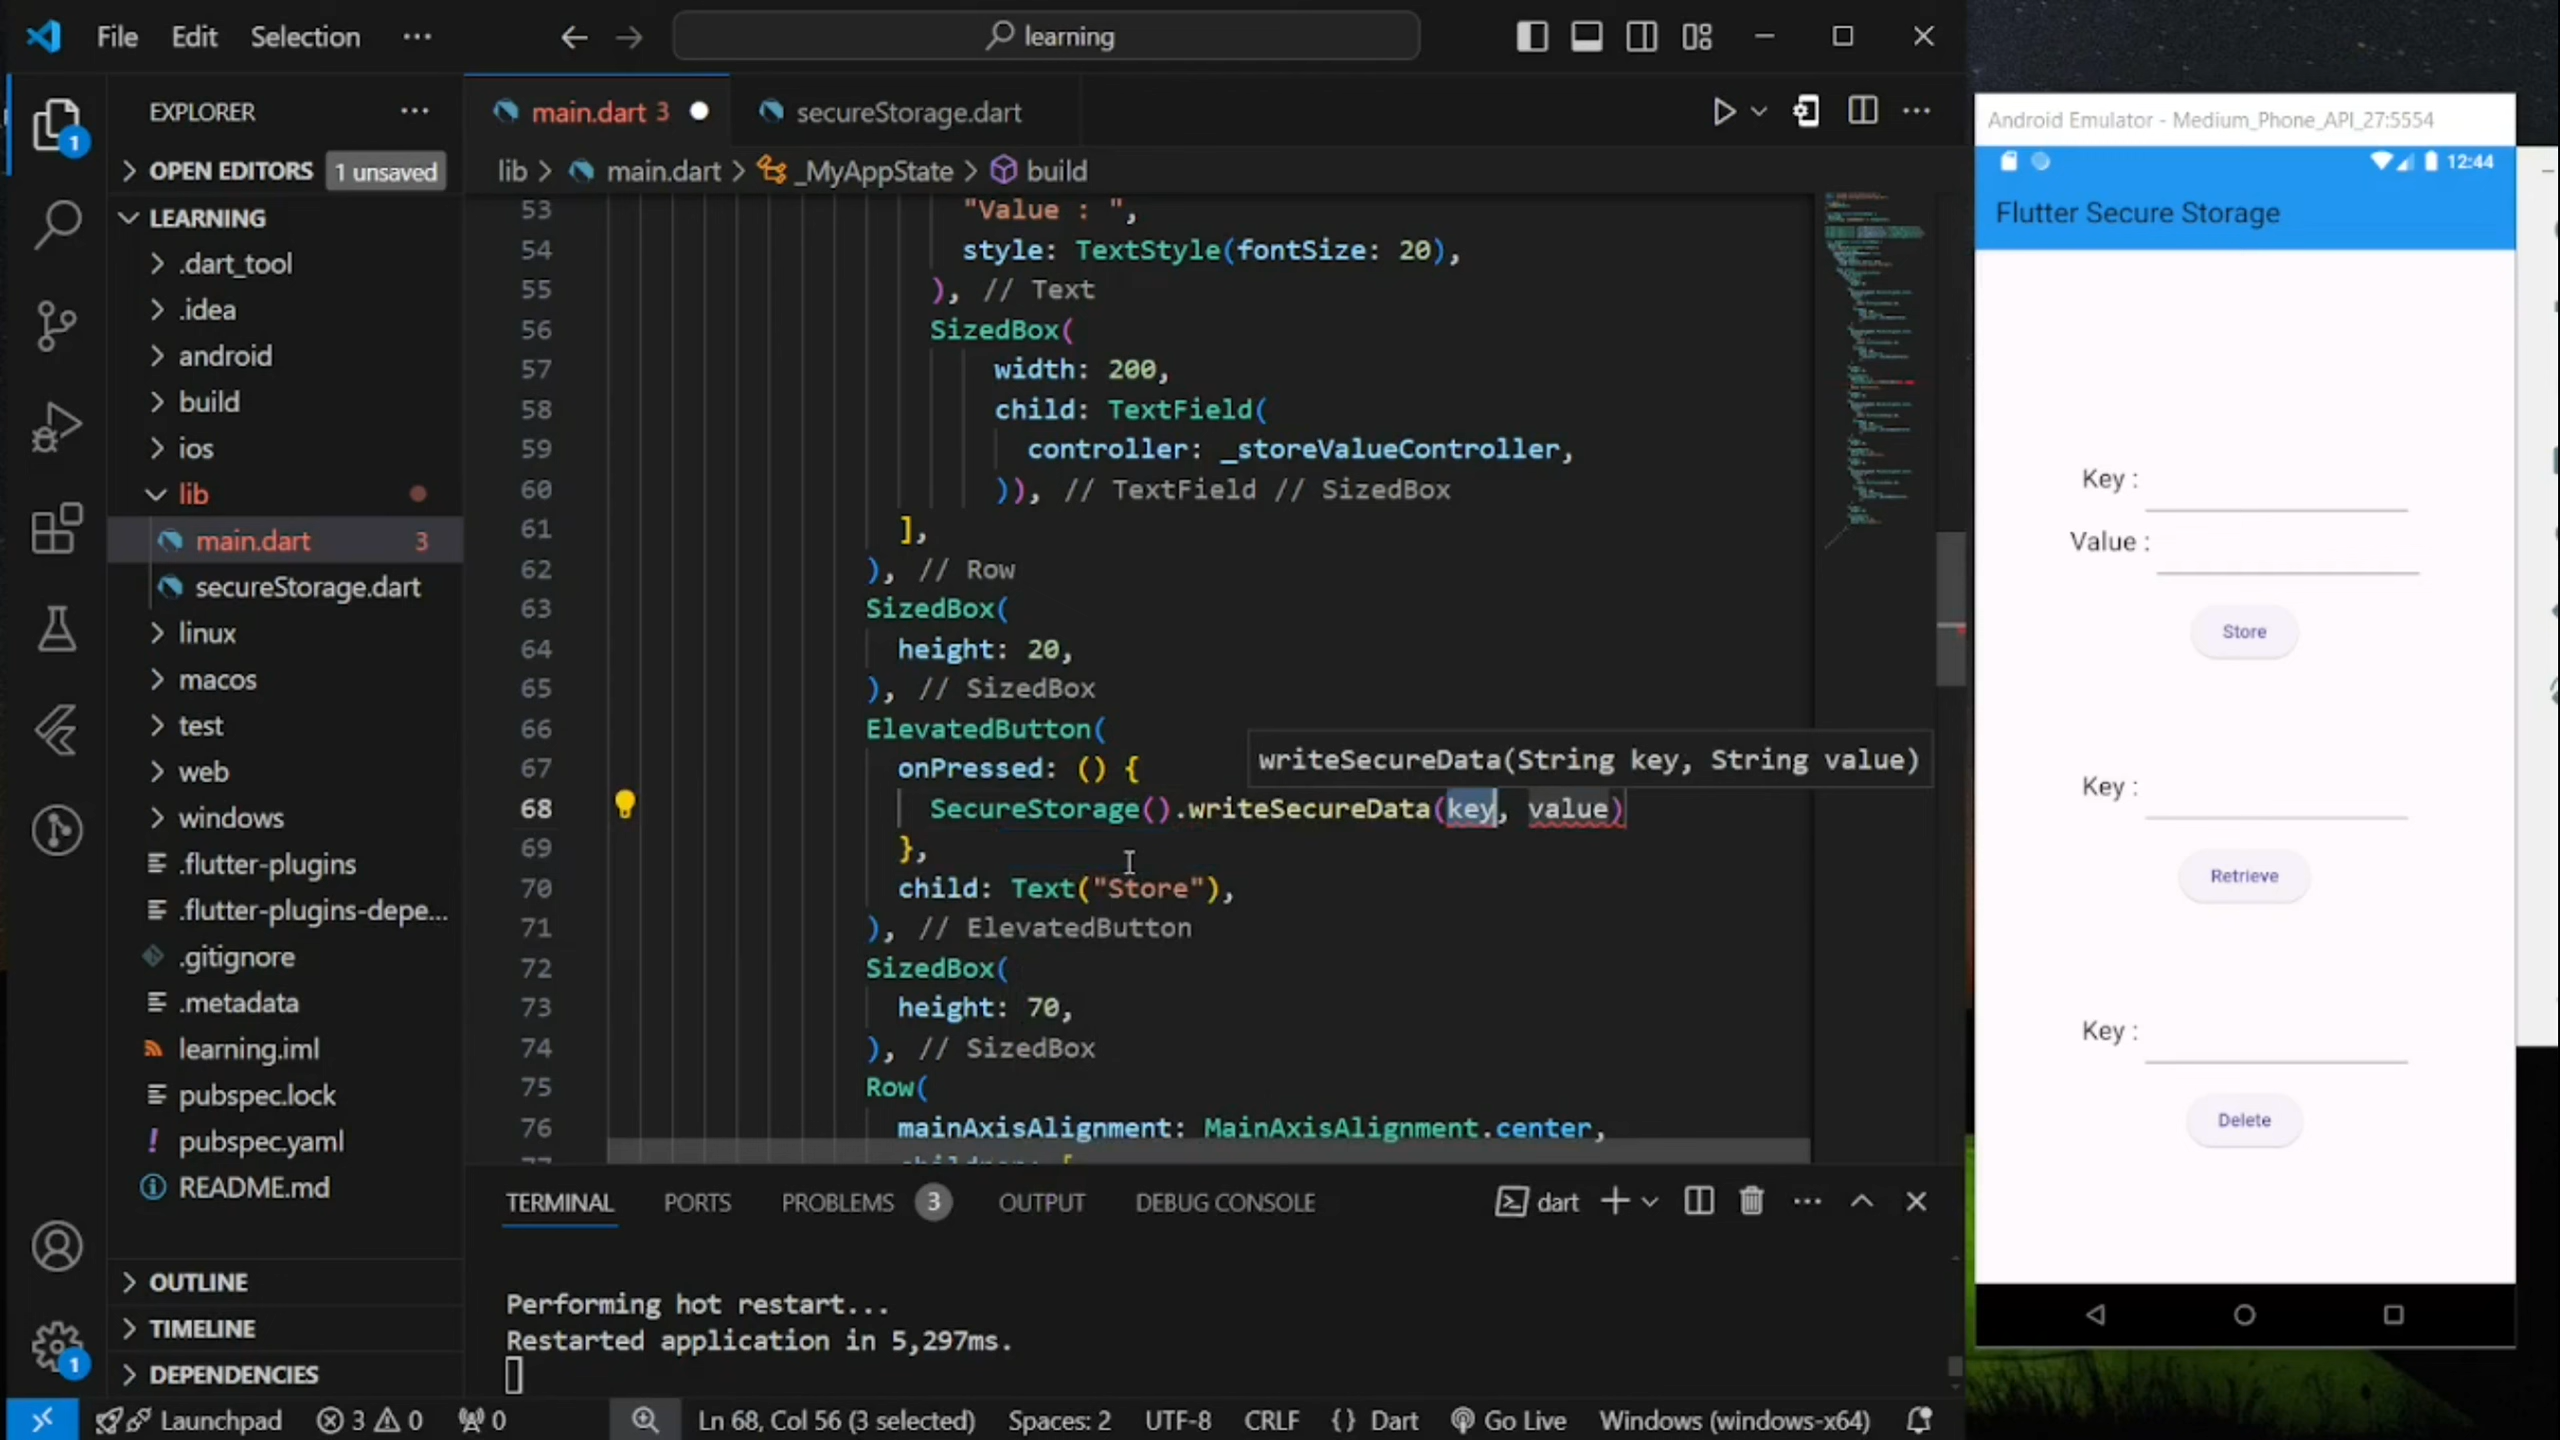 File Edit Selection ··· learning
EXPLORER ···
OPEN EDITORS 1 unsaved
LEARNING
.dart_tool
.idea
android
build
ios
lib
main.dart 3
secureStorage.dart
linux
macos
test
web
windows
.flutter-plugins
.flutter-plugins-depe...
.gitignore
.metadata
learning.iml
pubspec.lock
pubspec.yaml
README.md
OUTLINE
TIMELINE
DEPENDENCIES
1
1
main.dart 3 secureStorage.dart
lib > main.dart > _MyAppState > build
53 "Value : ",
54 style: TextStyle(fontSize: 20),
55 ), // Text
56 SizedBox(
57 width: 200,
58 child: TextField(
59 controller: _storeValueController,
60 )), // TextField // SizedBox
61 ],
62 ), // Row
63 SizedBox(
64 height: 20,
65 ), // SizedBox
66 ElevatedButton(
67 onPressed: () {
writeSecureData(String key, String value)
68 SecureStorage().writeSecureData(key, value)
69 },
70 child: Text("Store"),
71 ), // ElevatedButton
72 SizedBox(
73 height: 70,
74 ), // SizedBox
75 Row(
76 mainAxisAlignment: MainAxisAlignment.center,
TERMINAL PORTS PROBLEMS 3 OUTPUT DEBUG CONSOLE dart
Performing hot restart...
Restarted application in 5,297ms.
Launchpad 3 0 0 Ln 68, Col 56 (3 selected) Spaces: 2 UTF-8 CRLF {} Dart Go Live Windows (windows-x64)
Android Emulator - Medium_Phone_API_27:5554
12:44
Flutter Secure Storage
Key :
Value :
Store
Key :
Retrieve
Key :
Delete